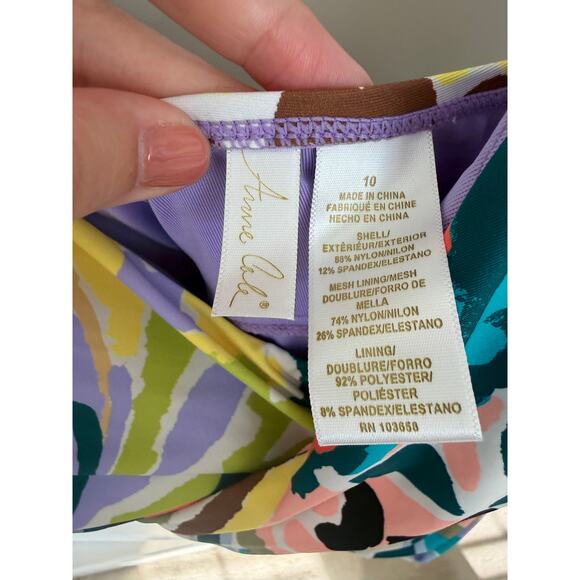 Anne Cole®
10
MADE IN CHINA
FABRIQUÉ EN CHINE
HECHO EN CHINA
SHELL/
EXTÉRIEUR/EXTERIOR
88% NYLON/NILON
12% SPANDEX/ELESTANO
MESH LINING/MESH
DOUBLURE/FORRO DE
MELLA
74% NYLON/NILON
26% SPANDEX/ELESTANO
LINING/
DOUBLURE/FORRO
92% POLYESTER/
POLIÉSTER
8% SPANDEX/ELESTANO
RN 103658